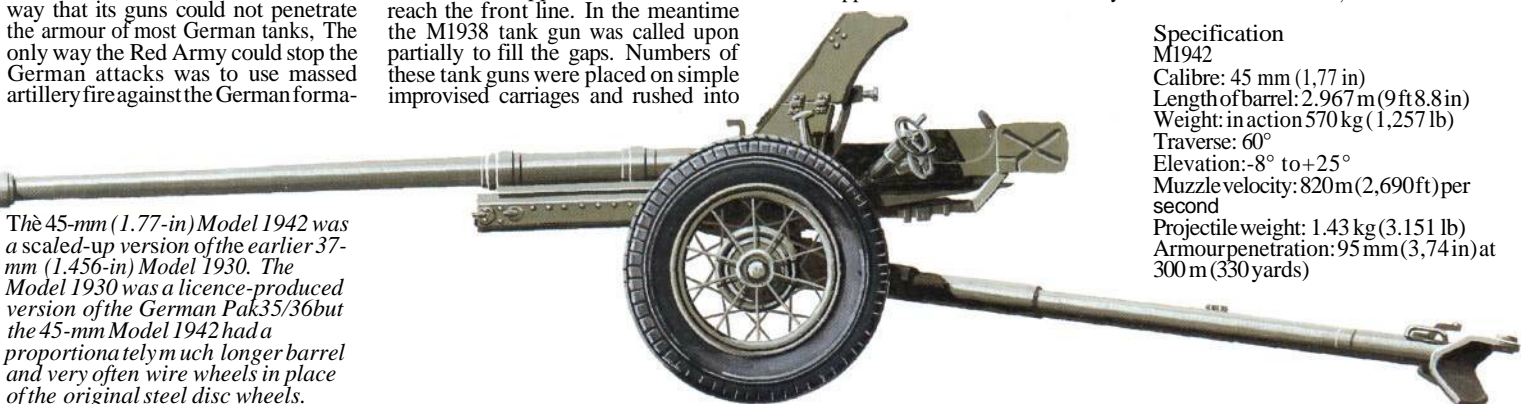 way that its guns could not penetrate
the armour of most German tanks, The
only way the Red Army could stop the
German attacks was to use massed
artillery fire against the German forma-
reach the front line. In the meantime
the M1938 tank gun was called upon
partially to fill the gaps. Numbers of
these tank guns were placed on simple
improvised carriages and rushed into
Thè 45-mm (1.77-in) Model 1942 was
a scaled-up version of the earlier 37-
mm (1.456-in) Model 1930. The
Model 1930 was a licence-produced
version of the German Pak35/36but
the 45-mm Model 1942 had a
proportionately much longer barrel
and very often wire wheels in place
of the original steel disc wheels.
Specification
M1942
Calibre: 45 mm (1,77 in)
Length of barrel: 2.967 m (9 ft 8.8 in)
Weight: in action 570 kg (1,257 lb)
Traverse: 60°
Elevation:-8° to+25°
Muzzle velocity: 820 m (2,690 ft) per
second
Projectile weight: 1.43 kg (3.151 lb)
Armour penetration: 95 mm (3,74 in) at
300 m (330 yards)